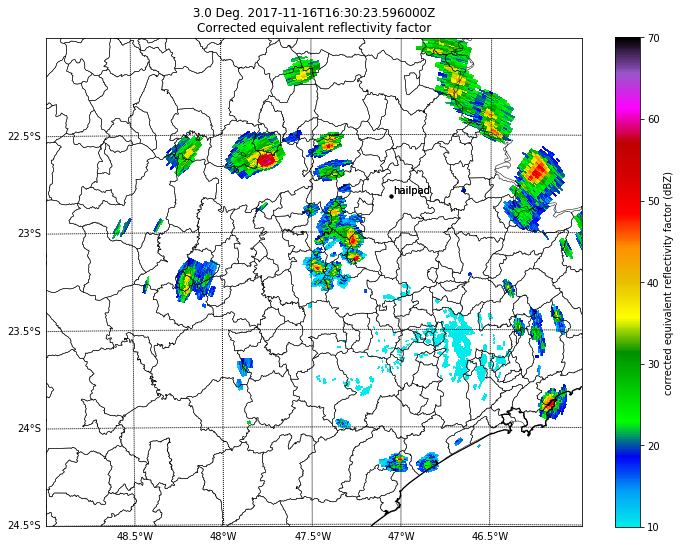 3.0 Deg. 2017-11-16T16:30:23.596000Z
Corrected equivalent reflectivity factor
70
60
50
40
30
20
10
corrected equivalent reflectivity factor (dBZ)
22.5°S
23°S
23.5°S
24°S
24.5°S
hailpad
48.5°W
48°W
47.5°W
47°W
46.5°W